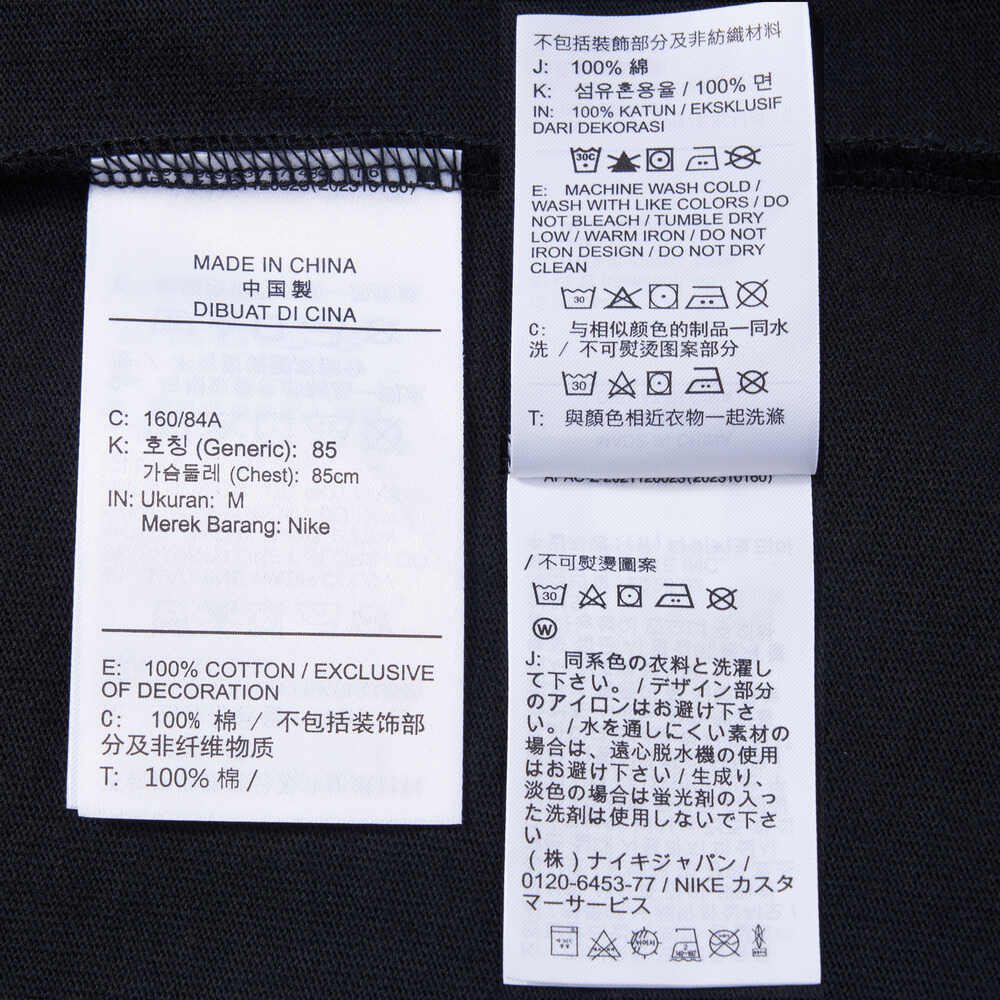 MADE IN CHINA
中国製
DIBUAT DI CINA
C: 160/84A
K: 호칭 (Generic): 85
가슴둘레 (Chest): 85cm
IN: Ukuran: M
Merek Barang: Nike
E: 100% COTTON / EXCLUSIVE
OF DECORATION
C: 100% 棉 / 不包括装饰部
分及非纤维物质
T: 100% 棉 /
不包括裝飾部分及非紡織材料
J: 100% 綿
K: 섬유혼용율 / 100% 면
IN: 100% KATUN / EKSKLUSIF
DARI DEKORASI
30C
E: MACHINE WASH COLD /
WASH WITH LIKE COLORS / DO
NOT BLEACH / TUMBLE DRY
LOW / WARM IRON / DO NOT
IRON DESIGN / DO NOT DRY
CLEAN
30
C: 与相似颜色的制品一同水
洗 / 不可熨烫图案部分
30
T: 與顏色相近衣物一起洗滌
/ 不可熨燙圖案
30
W
J: 同系色の衣料と洗濯し
て下さい。/ デザイン部分
のアイロンはお避け下さ
い。/ 水を通しにくい素材の
場合は、遠心脱水機の使用
はお避け下さい / 生成り、
淡色の場合は蛍光剤の入っ
た洗剤は使用しないで下さ
い
(株) ナイキジャパン /
0120-6453-77 / NIKE カスタ
マーサービス